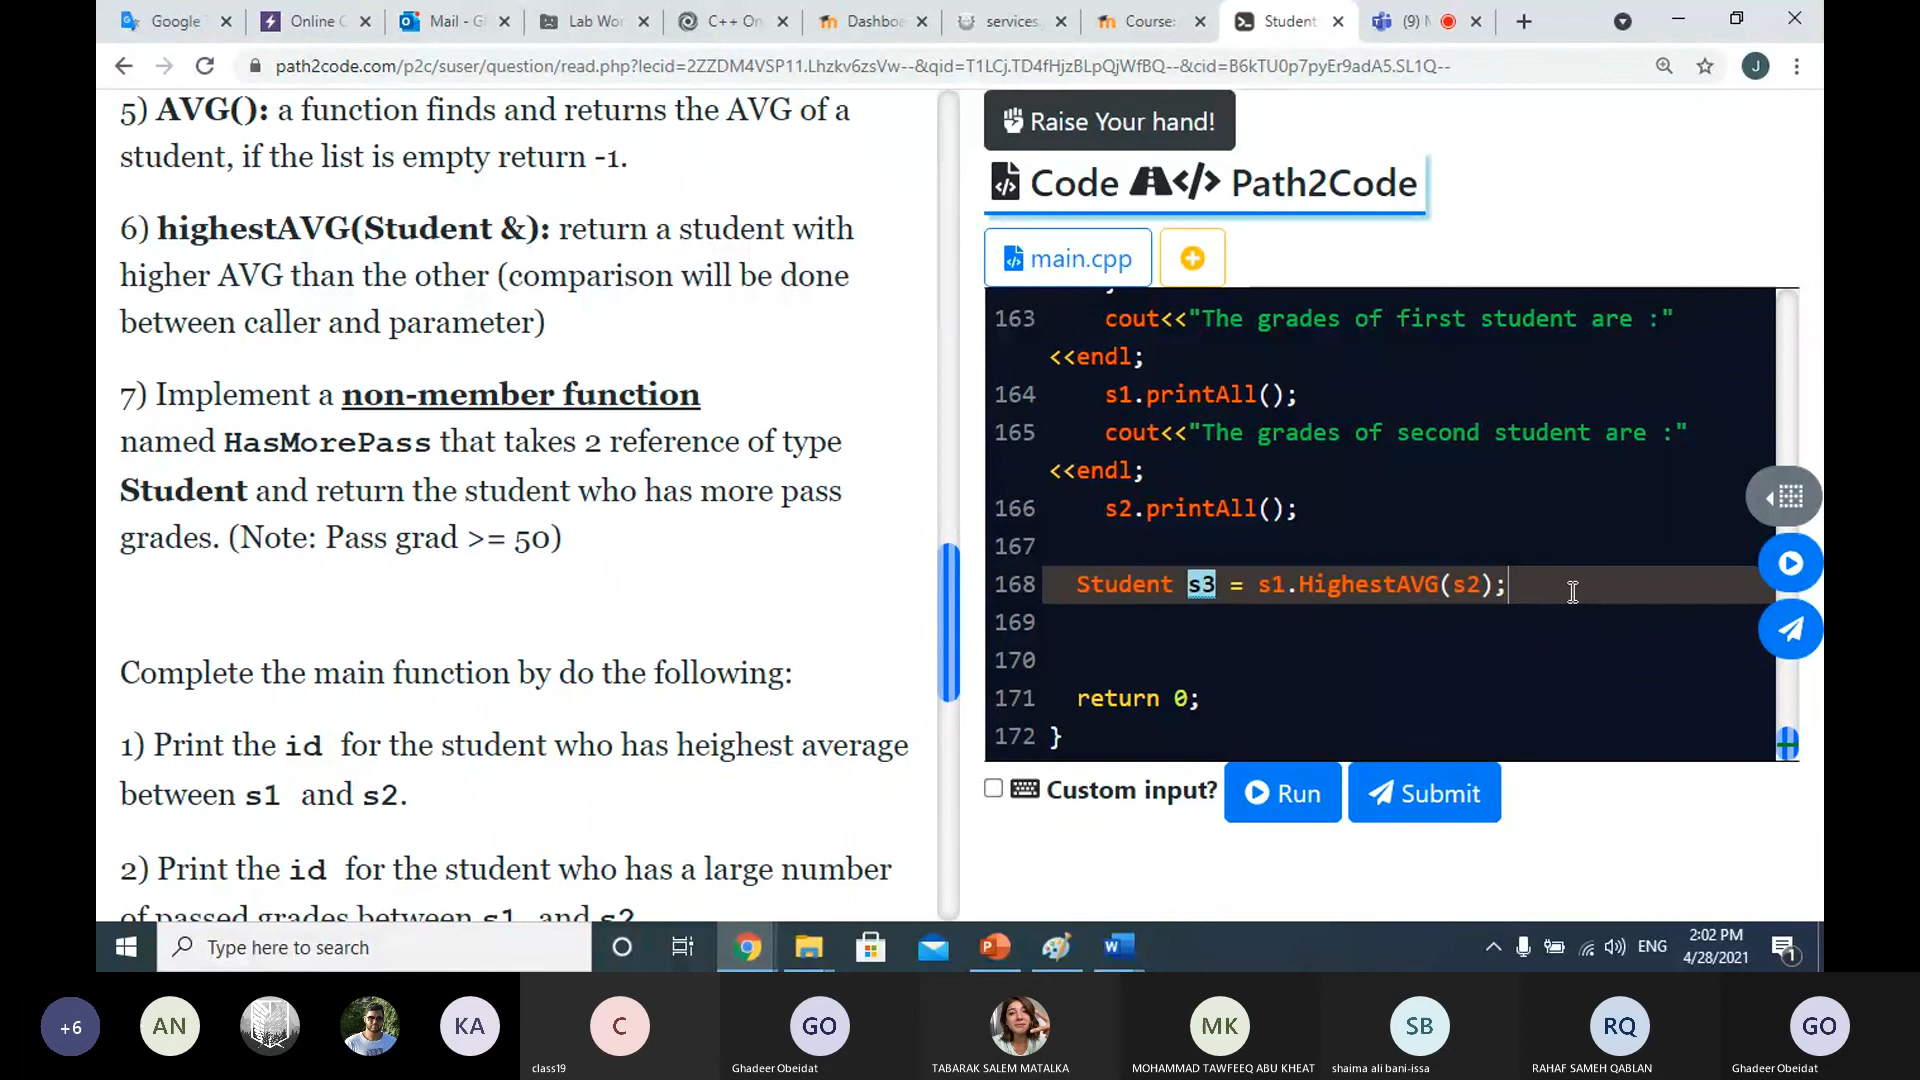 Google
Online C
Mail - G
Lab Wor
C++ On
Dashbo
services.
Course:
Student
(9) M
path2code.com/p2c/suser/question/read.php?lecid=2ZZDM4VSP11.Lhzkv6zsVw--&qid=T1LCj.TD4fHjzBLpQjWfBQ--&cid=B6kTU0p7pyEr9adA5.SL1Q--
J
5) AVG(): a function finds and returns the AVG of a
student, if the list is empty return -1.
6) highestAVG(Student &): return a student with
higher AVG than the other (comparison will be done
between caller and parameter)
7) Implement a non-member function
named HasMorePass that takes 2 reference of type
Student and return the student who has more pass
grades. (Note: Pass grad >= 50)
Complete the main function by do the following:
1) Print the id for the student who has heighest average
between s1 and s2.
2) Print the id for the student who has a large number
of passed grades between s1 and s2
Raise Your hand!
Code </> Path2Code
main.cpp
163 cout<<"The grades of first student are :"
<<endl;
164 s1.printAll();
165 cout<<"The grades of second student are :"
<<endl;
166 s2.printAll();
167
168 Student s3 = s1.HighestAVG(s2);
169
170
171 return 0;
172 }
Custom input?
Run
Submit
Type here to search
ENG
2:02 PM
4/28/2021
1
+6
AN
KA
C
GO
MK
SB
RQ
GO
class19
Ghadeer Obeidat
TABARAK SALEM MATALKA
MOHAMMAD TAWFEEQ ABU KHEAT
shaima ali bani-issa
RAHAF SAMEH QABLAN
Ghadeer Obeidat